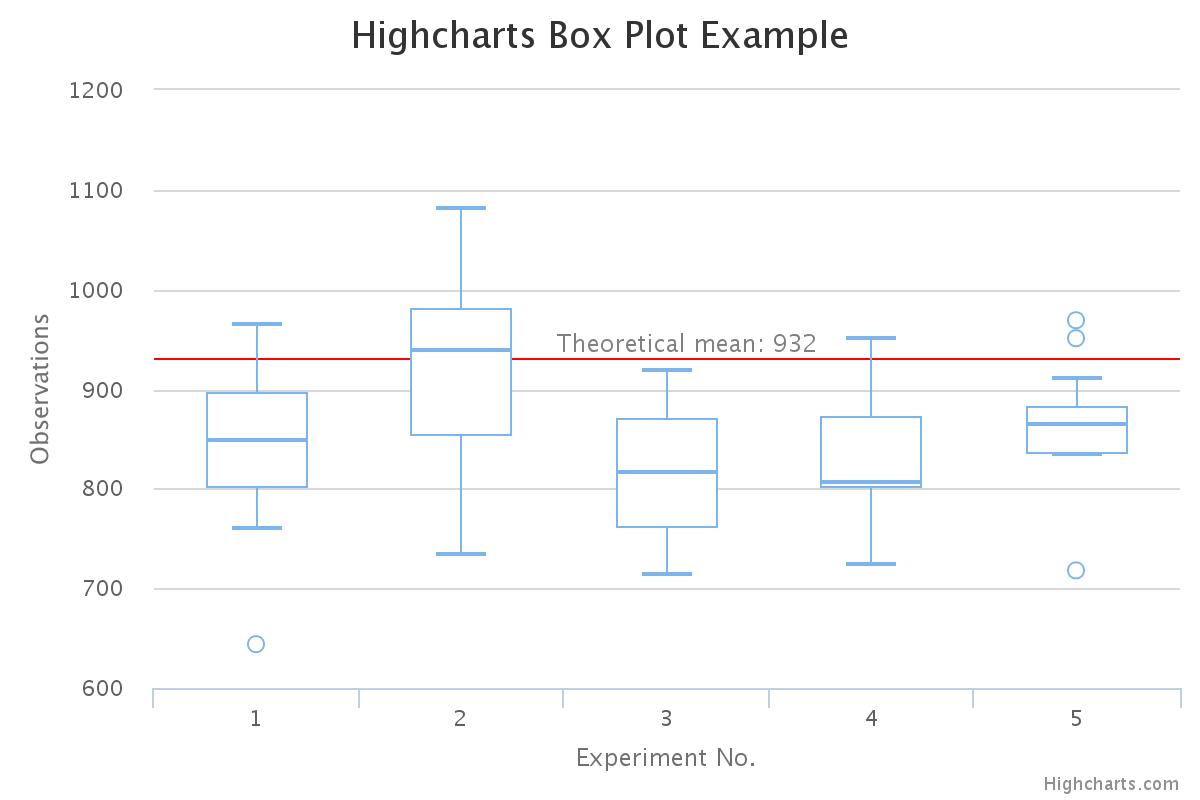 Highcharts Box Plot Example
1200
1100
1000
900
800
700
600
Observations
Theoretical mean: 932
1 2 3 4 5
Experiment No.
Highcharts.com